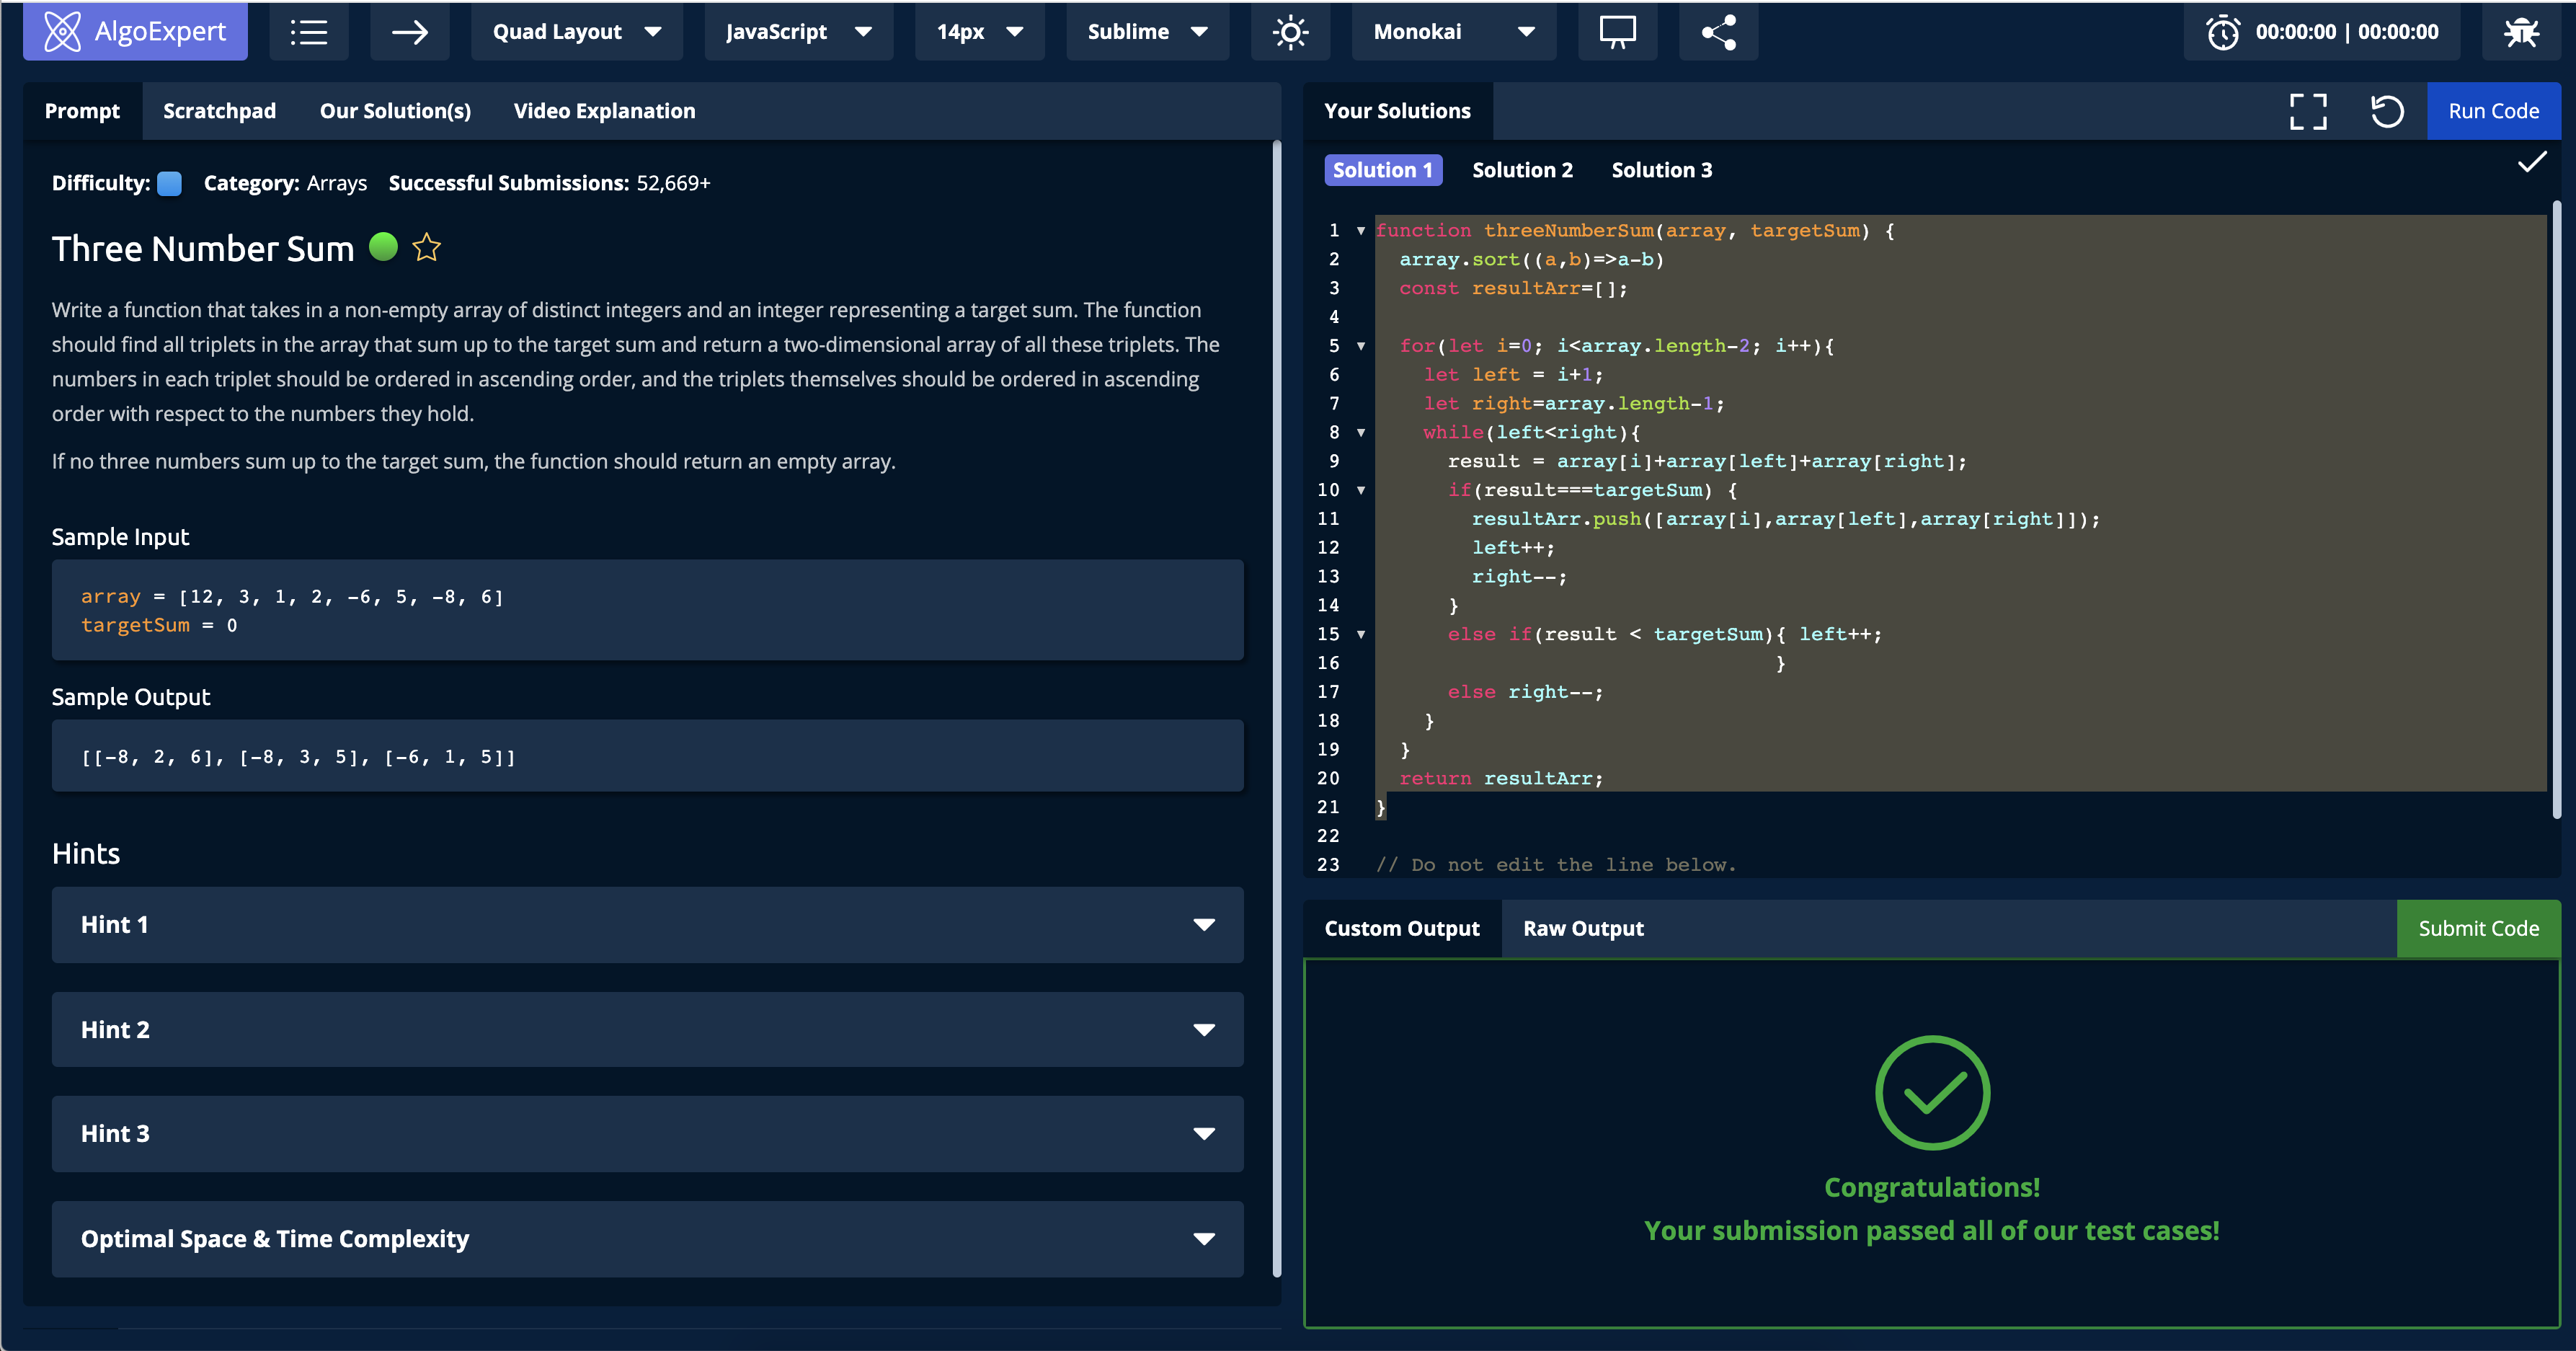 AlgoExpert
Quad Layout
JavaScript
14px
Sublime
Monokai
00:00:00 | 00:00:00
Prompt
Scratchpad
Our Solution(s)
Video Explanation
Difficulty:
Category: Arrays
Successful Submissions: 52,669+
Three Number Sum
Write a function that takes in a non-empty array of distinct integers and an integer representing a target sum. The function
should find all triplets in the array that sum up to the target sum and return a two-dimensional array of all these triplets. The
numbers in each triplet should be ordered in ascending order, and the triplets themselves should be ordered in ascending
order with respect to the numbers they hold.
If no three numbers sum up to the target sum, the function should return an empty array.
Sample Input
array = [12, 3, 1, 2, -6, 5, -8, 6]
targetSum = 0
Sample Output
[[-8, 2, 6], [-8, 3, 5], [-6, 1, 5]]
Hints
Hint 1
Hint 2
Hint 3
Optimal Space & Time Complexity
Your Solutions
Run Code
Solution 1
Solution 2
Solution 3
1 function threeNumberSum(array, targetSum) {
2   array.sort((a,b)=>a-b)
3   const resultArr=[];
4
5   for(let i=0; i<array.length-2; i++){
6     let left = i+1;
7     let right=array.length-1;
8     while(left<right){
9       result = array[i]+array[left]+array[right];
10       if(result===targetSum) {
11         resultArr.push([array[i],array[left],array[right]]);
12         left++;
13         right--;
14       }
15       else if(result < targetSum){ left++;
16                                  }
17       else right--;
18     }
19   }
20   return resultArr;
21 }
22
23 // Do not edit the line below.
Custom Output
Raw Output
Submit Code
Congratulations!
Your submission passed all of our test cases!